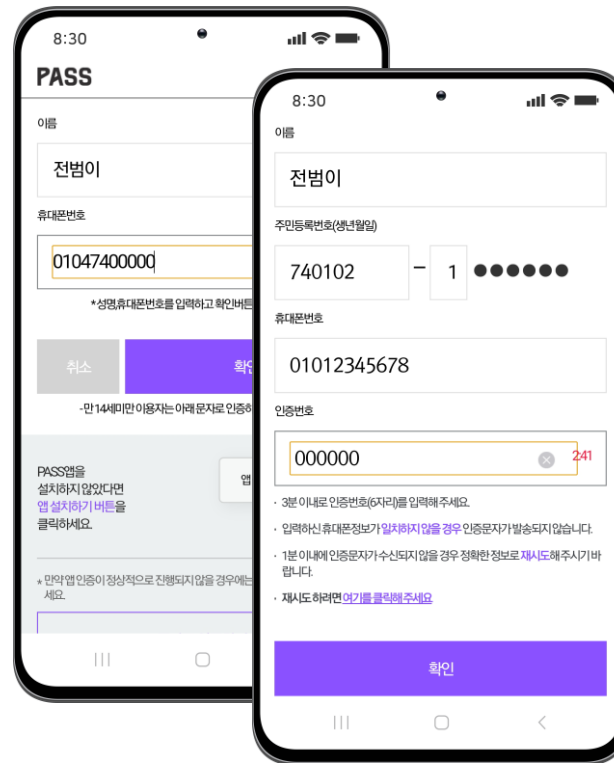 8:30
PASS
이름
전범이
휴대폰번호
01047400000
*성명,휴대폰번호를 입력하고 확인버튼
취소
-만14세미만 이용자는 아래 문자로 인증하
PASS앱을
설치하지 않았다면
앱 설치하기 버튼을
클릭하세요.
앱
* 만약 앱 인증이 정상적으로 진행되지 않을 경우에는
세요.
8:30
이름
전범이
주민등록번호(생년월일)
740102 - 1 ●●●●●●
휴대폰번호
01012345678
인증번호
000000 2:41
· 3분 이내로 인증번호(6자리)를 입력해 주세요.
· 입력하신 휴대폰정보가 일치하지 않을 경우 인증문자가 발송되지 않습니다.
· 1분 이내에 인증문자가 수신되지 않을 경우 정확한 정보로 재시도해 주시기 바
랍니다.
· 재시도 하려면 여기를 클릭해 주세요
확인